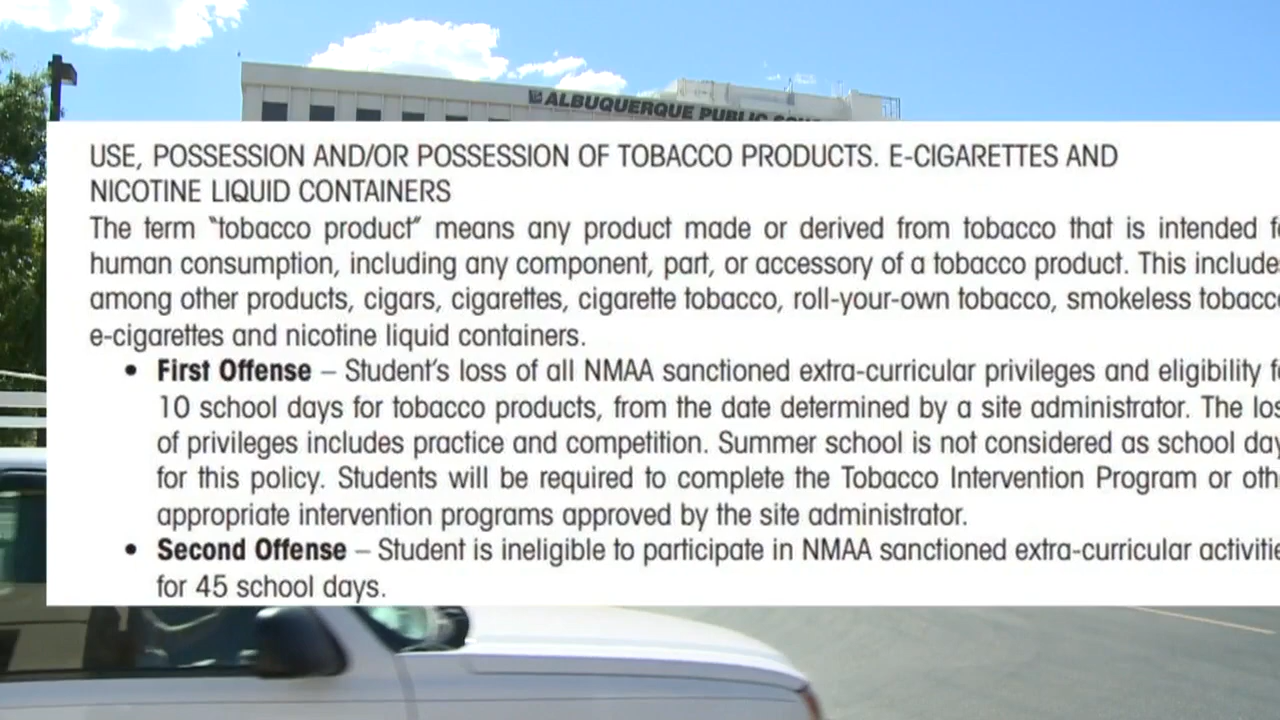 ALBUQUERQUE PUBLIC
USE, POSSESSION AND/OR POSSESSION OF TOBACCO PRODUCTS. E-CIGARETTES AND
NICOTINE LIQUID CONTAINERS
The term “tobacco product” means any product made or derived from tobacco that is intended
human consumption, including any component, part, or accessory of a tobacco product. This include
among other products, cigars, cigarettes, cigarette tobacco, roll-your-own tobacco, smokeless tobacc
e-cigarettes and nicotine liquid containers.
• First Offense – Student’s loss of all NMAA sanctioned extra-curricular privileges and eligibility
10 school days for tobacco products, from the date determined by a site administrator. The los
of privileges includes practice and competition. Summer school is not considered as school day
for this policy. Students will be required to complete the Tobacco Intervention Program or oth
appropriate intervention programs approved by the site administrator.
• Second Offense – Student is ineligible to participate in NMAA sanctioned extra-curricular activitie
for 45 school days.